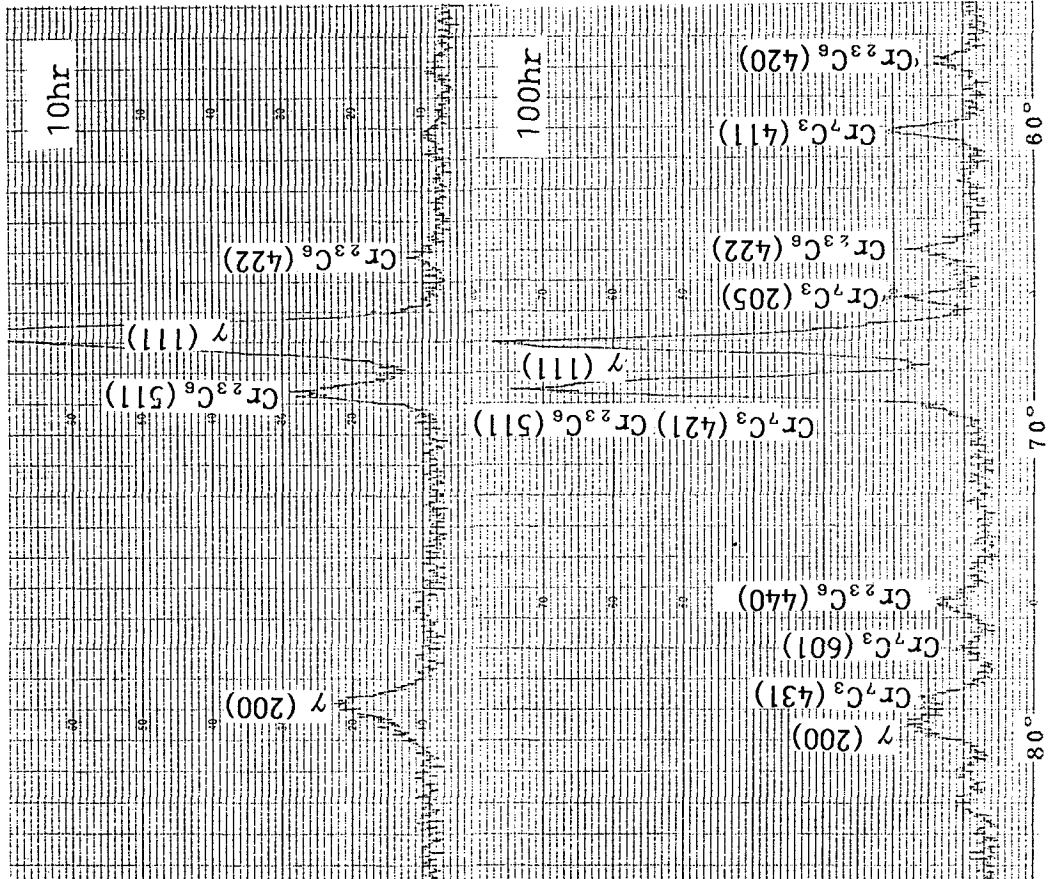 10hr
Cr₂₃C₆ (422)
γ (111)
Cr₂₃C₆ (511)
γ (200)
100hr
Cr₂₃C₆ (420)
Cr₇C₃ (411)
Cr₂₃C₆ (422)
Cr₇C₃ (205)
γ (111)
Cr₇C₃ (421) Cr₂₃C₆ (511)
Cr₂₃C₆ (440)
Cr₇C₃ (601)
Cr₇C₃ (431)
γ (200)
60°
70°
80°